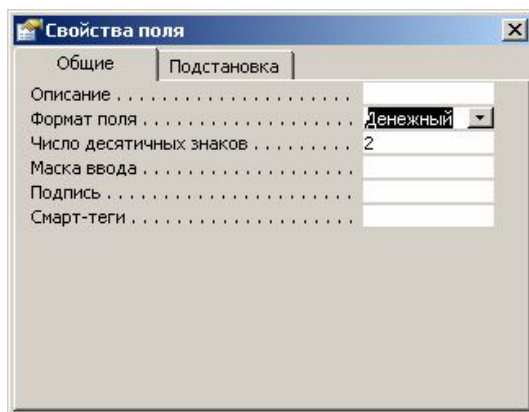 Свойства поля
Общие
Подстановка
Описание . . . . . . . . . . . . . . . . . . . . .
Формат поля . . . . . . . . . . . . . . . . . . . Денежный
Число десятичных знаков . . . . . . . . . 2
Маска ввода . . . . . . . . . . . . . . . . . . .
Подпись . . . . . . . . . . . . . . . . . . . . . .
Смарт-теги . . . . . . . . . . . . . . . . . . . .